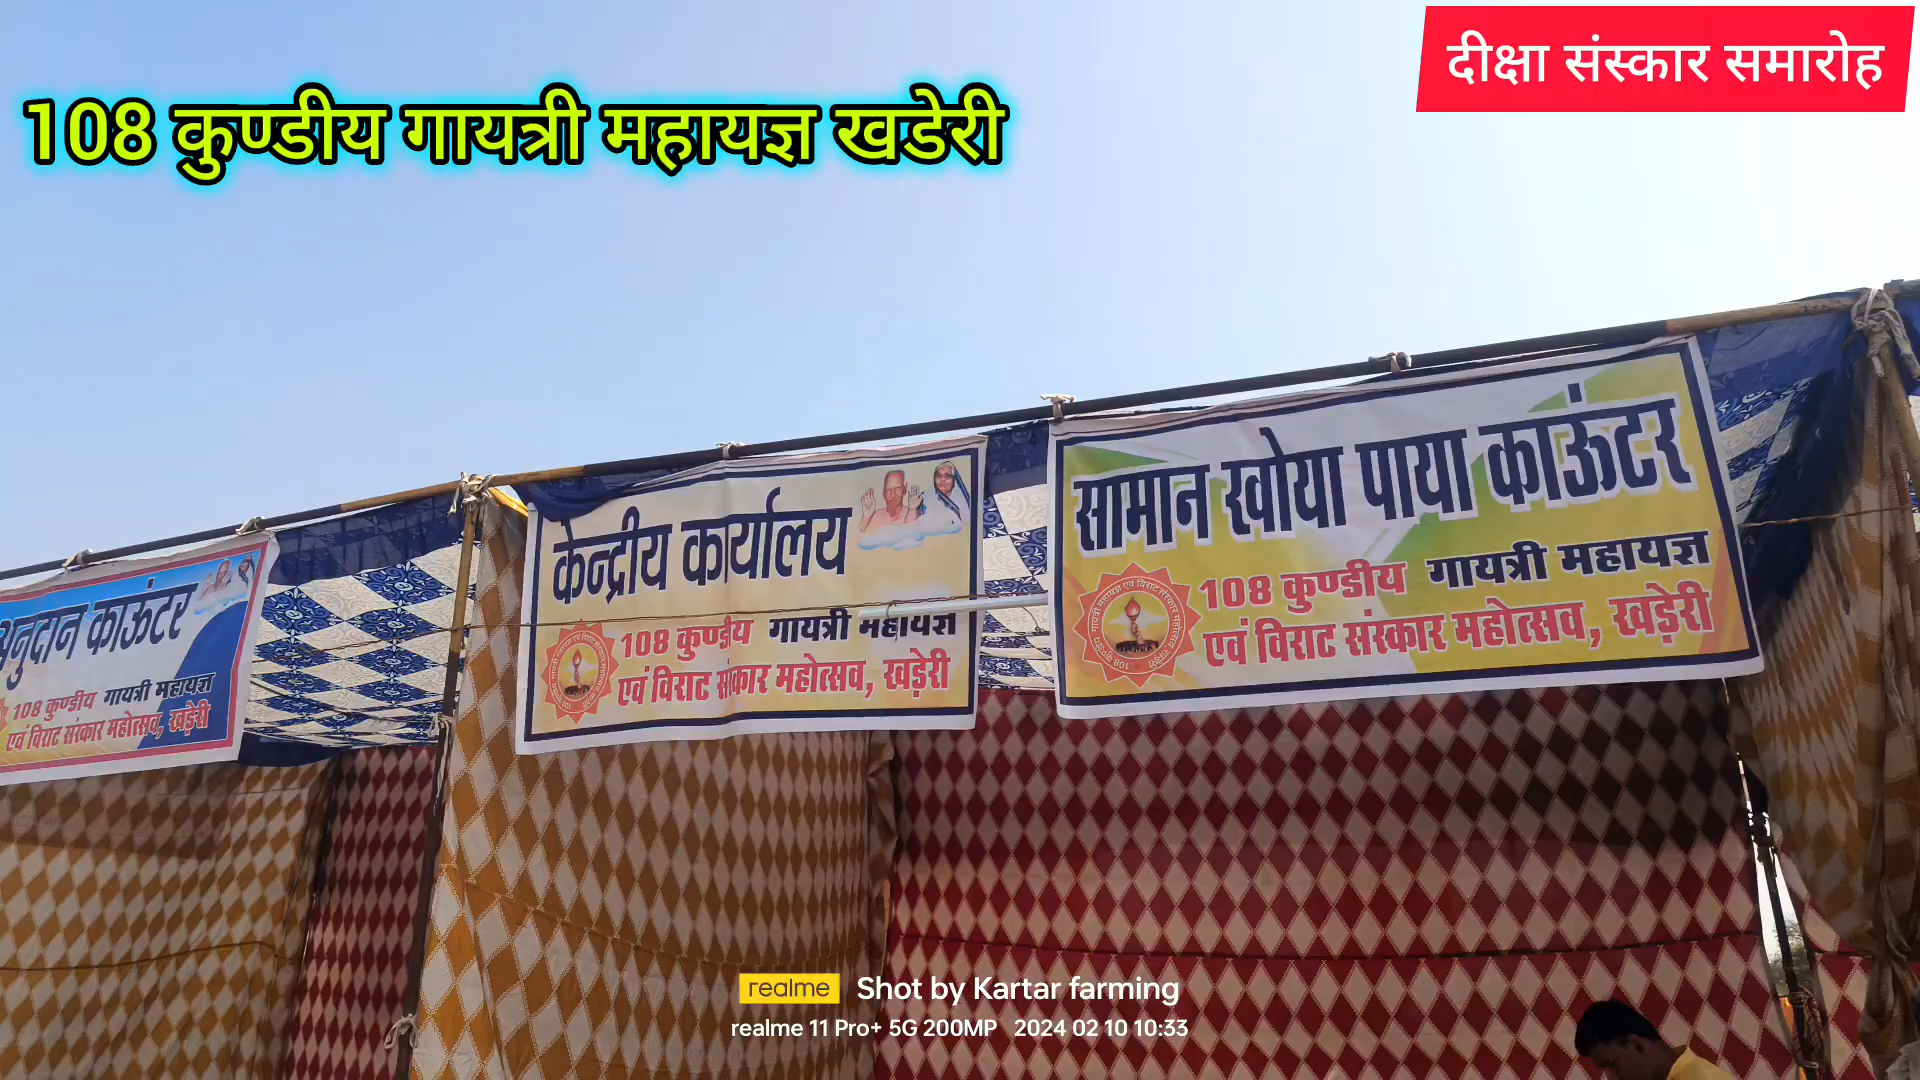 दीक्षा संस्कार समारोह
108 कुण्डीय गायत्री महायज्ञ खडेरी
सामान खोया पाया काऊंटर
108 कुण्डीय गायत्री महायज्ञ
एवं विराट संस्कार महोत्सव, खड़ेरी
केन्द्रीय कार्यालय
108 कुण्डीय गायत्री महायज्ञ
एवं विराट संस्कार महोत्सव, खड़ेरी
अनुदान काऊंटर
108 कुण्डीय गायत्री महायज्ञ
एवं विराट संस्कार महोत्सव, खड़ेरी
realme Shot by Kartar farming
realme 11 Pro+ 5G 200MP 2024 02 10 10:33